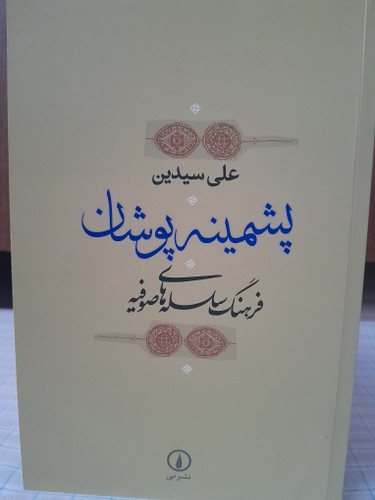 علی سیدین
پشمینه پوشان
فرهنگ سلسله های صوفیه
نشر نی